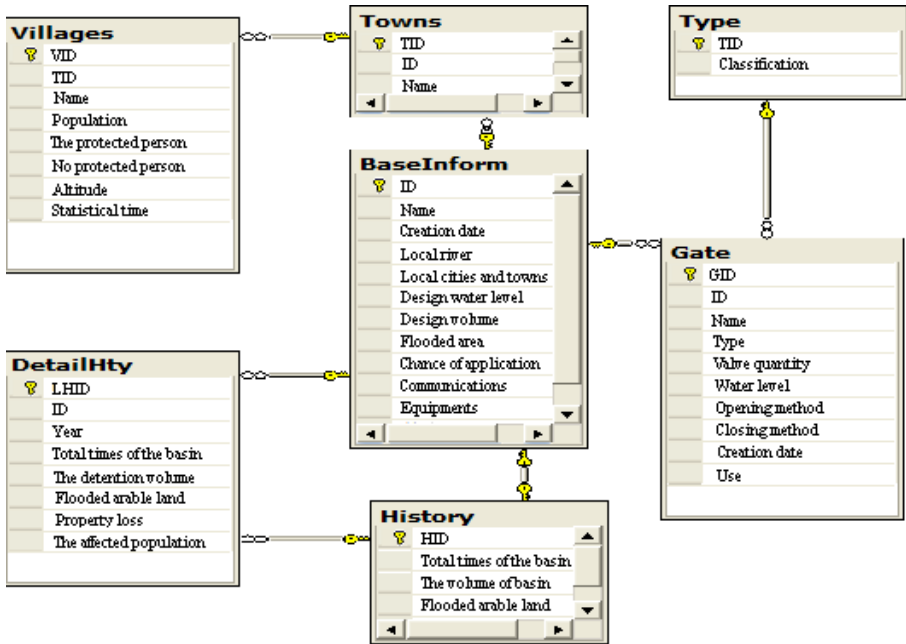 Villages
VID
TID
Name
Population
The protected person
No protected person
Altitude
Statistical time
Towns
TID
ID
Name
Type
TID
Classification
BaseInform
ID
Name
Creation date
Local river
Local cities and towns
Design water level
Design volume
Flooded area
Chance of application
Communications
Equipments
Gate
GID
ID
Name
Type
Valve quantity
Water level
Opening method
Closing method
Creation date
Use
DetailHty
LHID
ID
Year
Total times of the basin
The detention volume
Flooded arable land
Property loss
The affected population
History
HID
Total times of the basin
The volume of basin
Flooded arable land